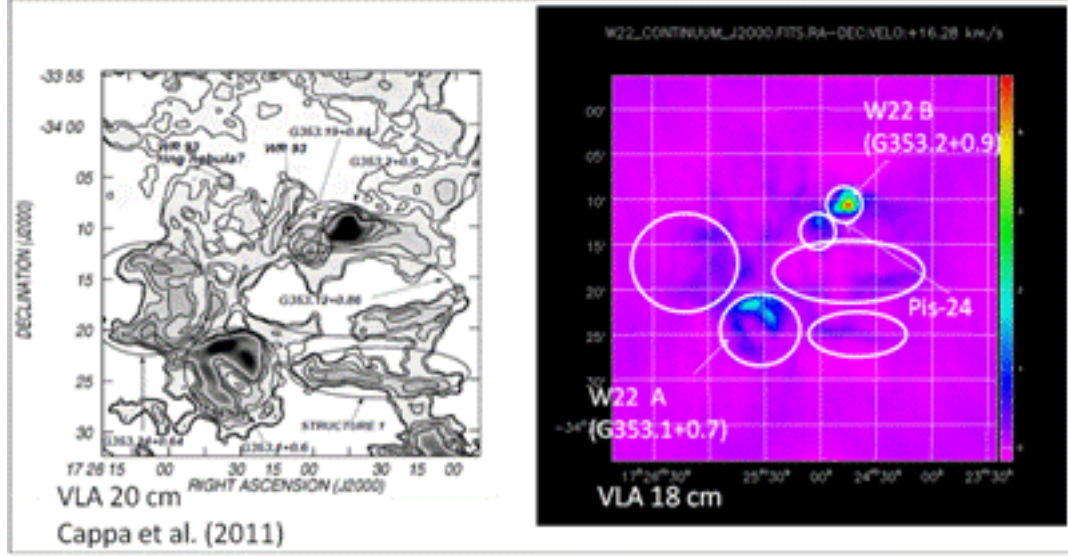 -33 55
-34 00
05
10
15
20
25
30
DECLINATION (J2000)
G353.19+0.84
WR 93
ring nebula?
WR 93
G353.2+0.9
G353.12+0.86
STRUCTURE 1
G353.24+0.64
G353.1+0.6
17 26 15 00 30 15 00 45 30 15 00
RIGHT ASCENSION (J2000)
VLA 20 cm
Cappa et al. (2011)
W22_CONTINUUM_J2000.FITS.RA-DEC:VELO:+16.28 km/s
W22 B
(G353.2+0.9)
00'
05'
10'
15'
20'
25'
30'
Pis-24
W22 A
-34
(G353.1+0.7)
17h26m30s 25m30s 00s 24m30s 00s 23m30s
VLA 18 cm